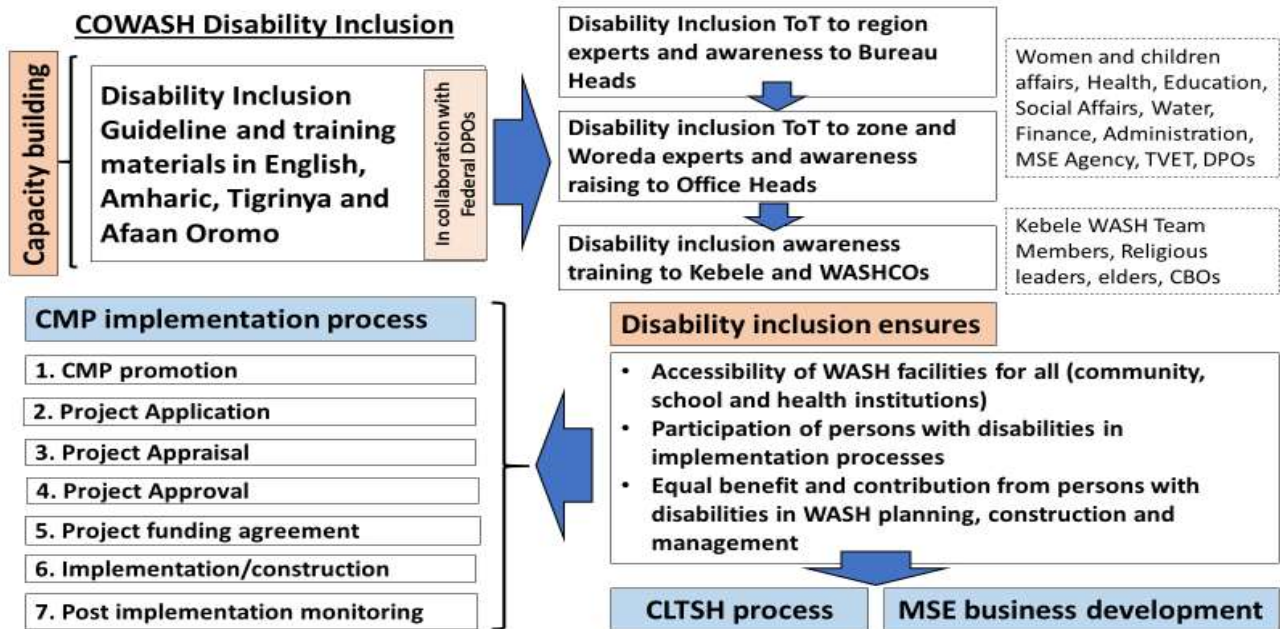 COWASH Disability Inclusion
Capacity building
Disability Inclusion
Guideline and training
materials in English,
Amharic, Tigrinya and
Afaan Oromo
In collaboration with
Federal DPOs
Disability Inclusion ToT to region
experts and awareness to Bureau
Heads
Disability inclusion ToT to zone and
Woreda experts and awareness
raising to Office Heads
Disability inclusion awareness
training to Kebele and WASHCOs
Women and children
affairs, Health, Education,
Social Affairs, Water,
Finance, Administration,
MSE Agency, TVET, DPOs
Kebele WASH Team
Members, Religious
leaders, elders, CBOs
CMP implementation process
1. CMP promotion
2. Project Application
3. Project Appraisal
4. Project Approval
5. Project funding agreement
6. Implementation/construction
7. Post implementation monitoring
Disability inclusion ensures
• Accessibility of WASH facilities for all (community,
school and health institutions)
• Participation of persons with disabilities in
implementation processes
• Equal benefit and contribution from persons with
disabilities in WASH planning, construction and
management
CLTSH process
MSE business development